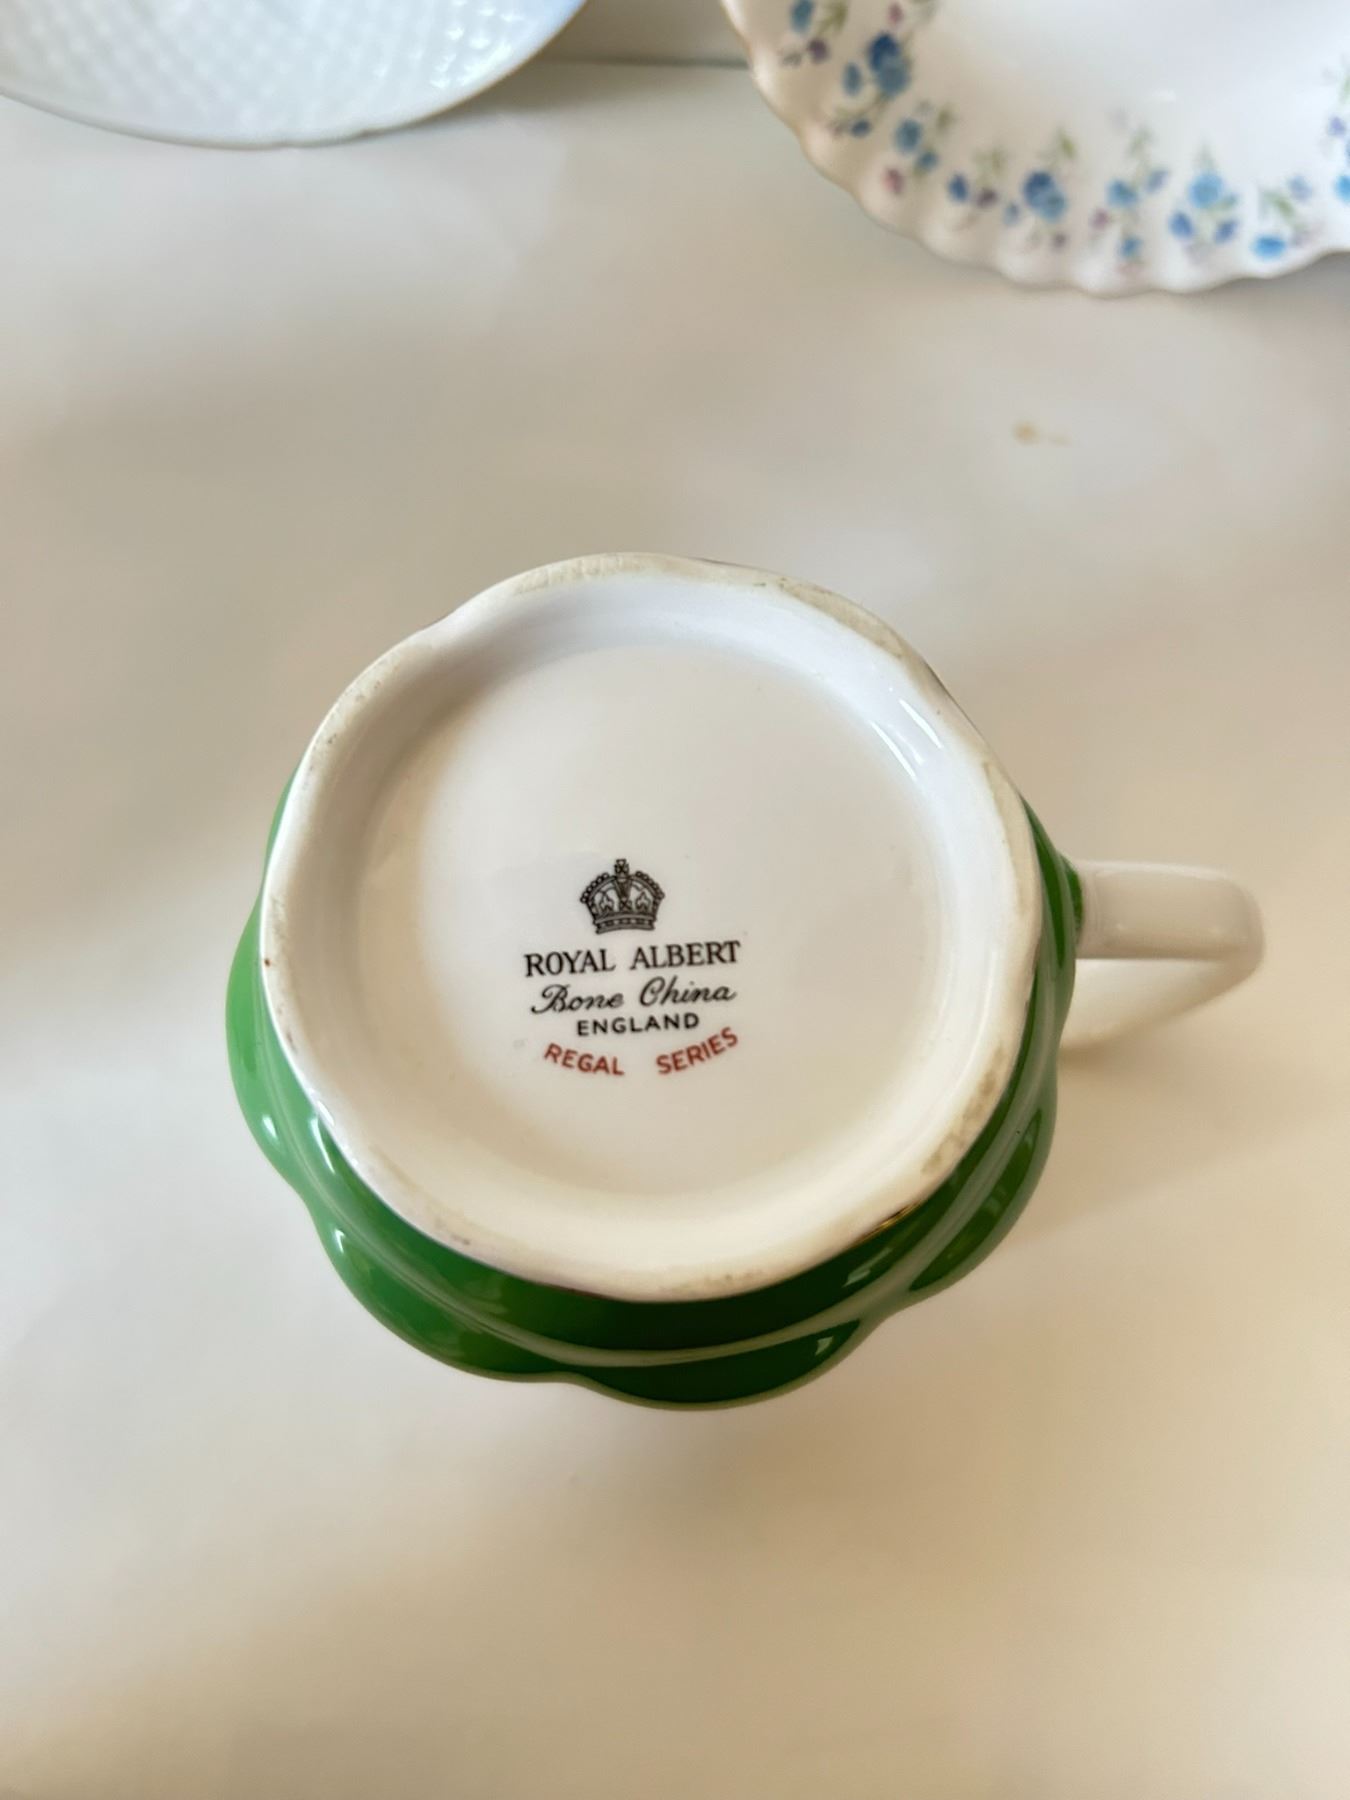 ROYAL ALBERT
Bone China
ENGLAND
REGAL SERIES